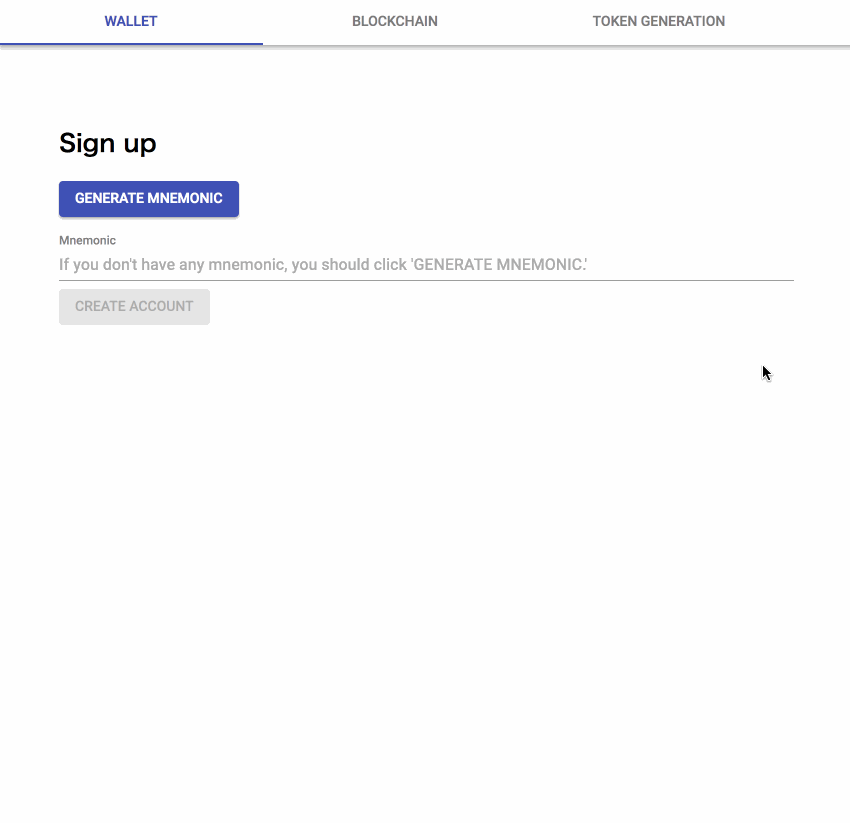 WALLET BLOCKCHAIN TOKEN GENERATION
Sign up
GENERATE MNEMONIC
Mnemonic
If you don't have any mnemonic, you should click 'GENERATE MNEMONIC.'
CREATE ACCOUNT